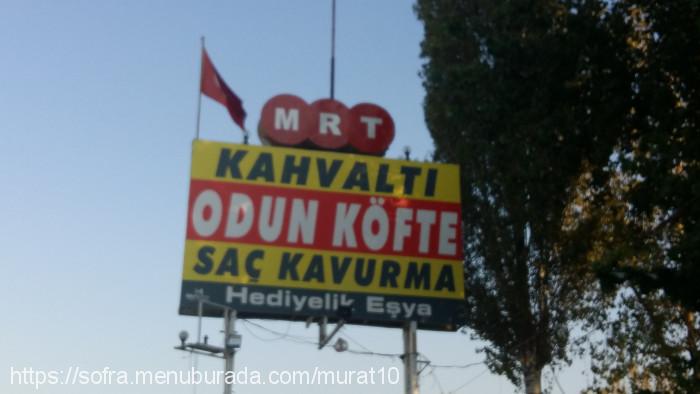 MRT
KAHVALTI
ODUN KÖFTE
SAÇ KAVURMA
Hediyelik Eşya
https://sofra.menuburada.com/murat10